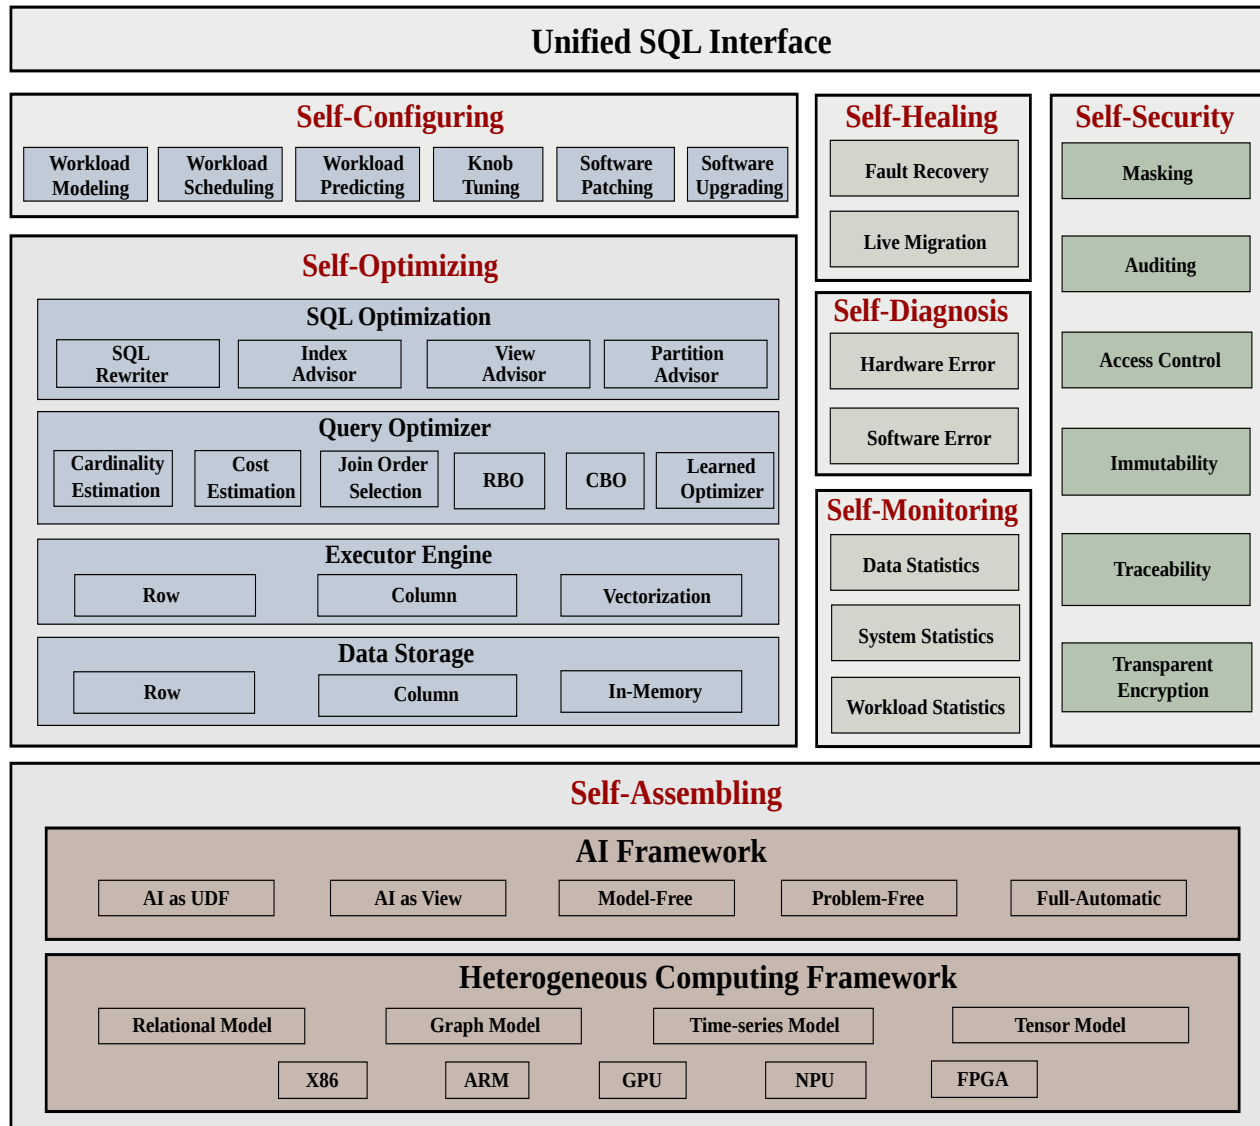 Unified SQL Interface
Self-Configuring
Workload
Modeling
Workload
Scheduling
Workload
Predicting
Knob
Tuning
Software
Patching
Software
Upgrading
Self-Optimizing
SQL Optimization
SQL
Rewriter
Index
Advisor
View
Advisor
Partition
Advisor
Query Optimizer
Cardinality
Estimation
Cost
Estimation
Join Order
Selection
RBO
CBO
Learned
Optimizer
Executor Engine
Row
Column
Vectorization
Data Storage
Row
Column
In-Memory
Self-Healing
Fault Recovery
Live Migration
Self-Diagnosis
Hardware Error
Software Error
Self-Monitoring
Data Statistics
System Statistics
Workload Statistics
Self-Security
Masking
Auditing
Access Control
Immutability
Traceability
Transparent
Encryption
Self-Assembling
AI Framework
AI as UDF
AI as View
Model-Free
Problem-Free
Full-Automatic
Heterogeneous Computing Framework
Relational Model
Graph Model
Time-series Model
Tensor Model
X86
ARM
GPU
NPU
FPGA